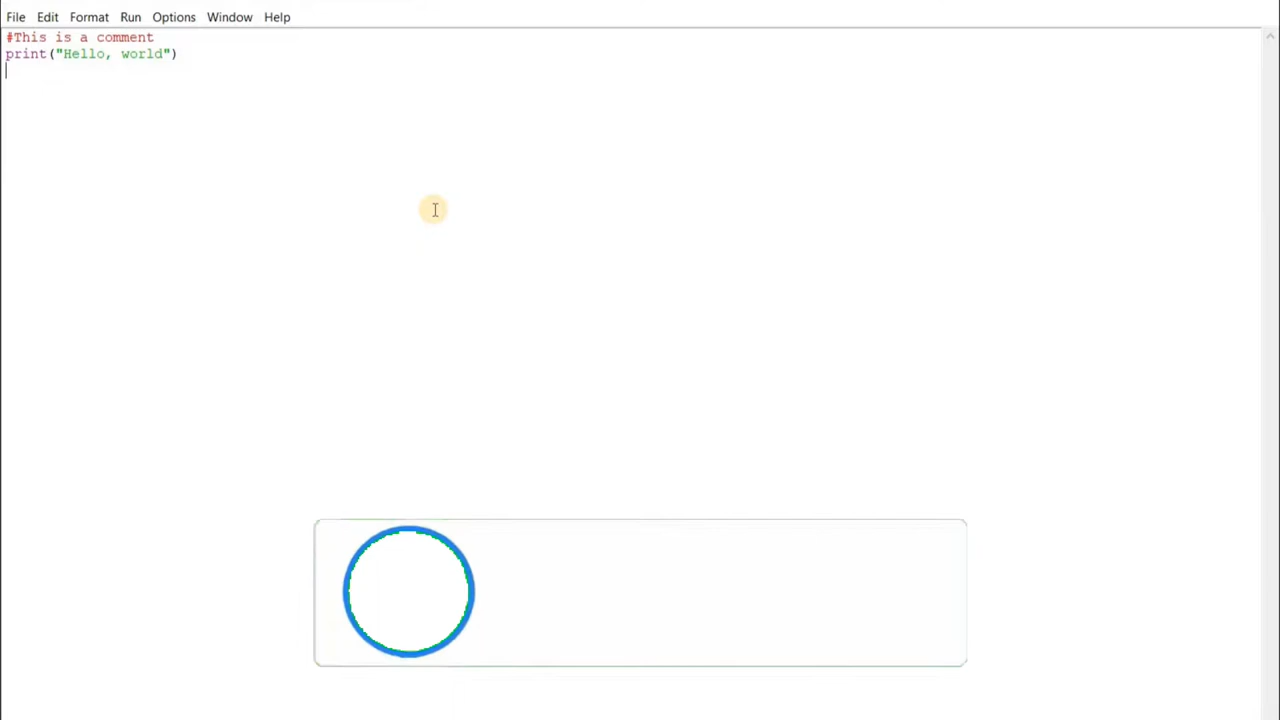 File Edit Format Run Options Window Help
#This is a comment
print("Hello, world")